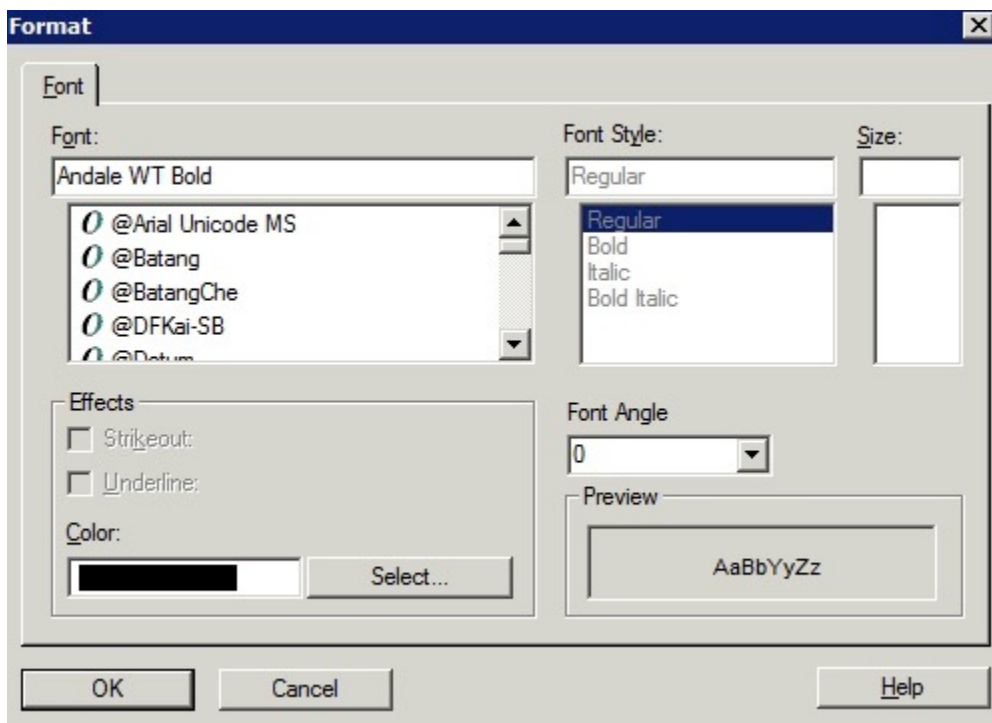 Format
Font
Font:
Andale WT Bold
@Arial Unicode MS
@Batang
@BatangChe
@DFKai-SB
@Dotum
Font Style:
Regular
Regular
Bold
Italic
Bold Italic
Size:
Effects
Strikeout:
Underline:
Color:
Select...
Font Angle
0
Preview
AaBbYyZz
OK
Cancel
Help